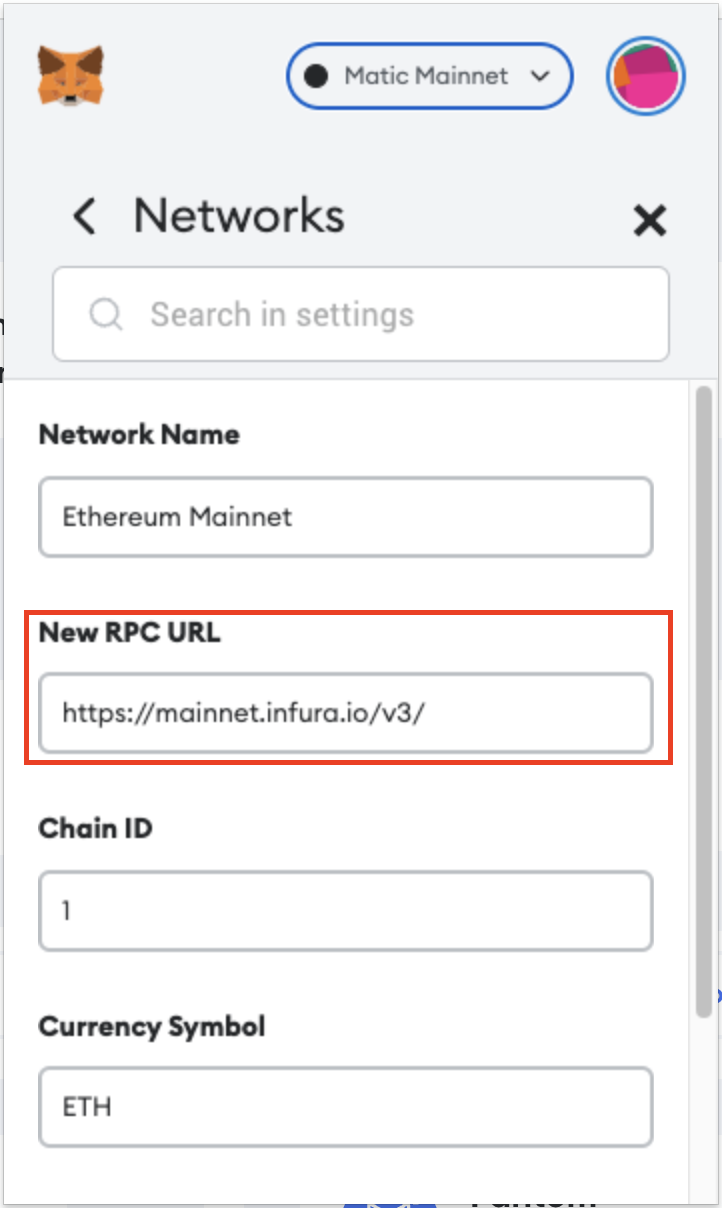 Matic Mainnet
Networks
Search in settings
Network Name
Ethereum Mainnet
New RPC URL
https://mainnet.infura.io/v3/
Chain ID
1
Currency Symbol
ETH